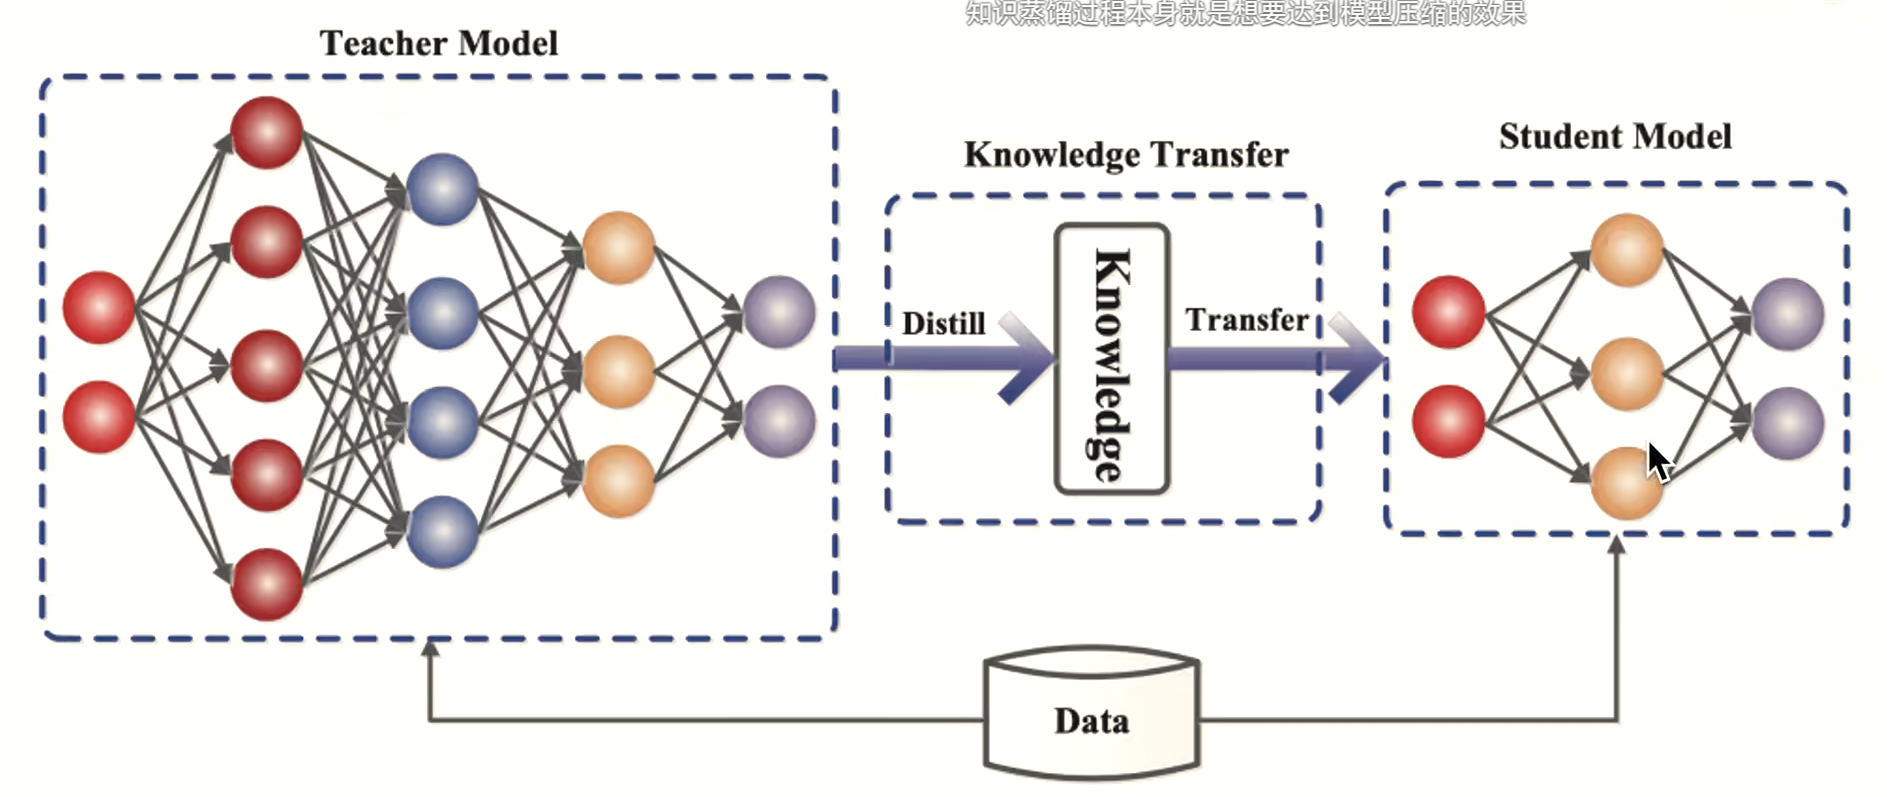 知识蒸馏过程本身就是想要达到模型压缩的效果
Teacher Model
Knowledge Transfer
Student Model
Distill
Knowledge
Transfer
Data